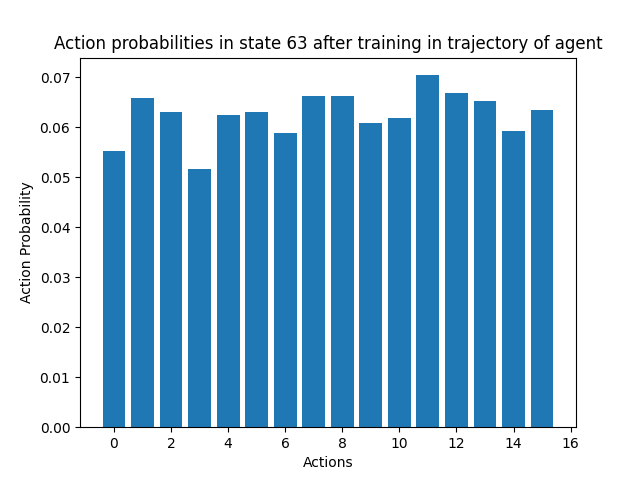 Action probabilities in state 63 after training in trajectory of agent
0.07
0.06
0.05
0.04
0.03
0.02
0.01
0.00
Action Probability
0 2 4 6 8 10 12 14 16
Actions